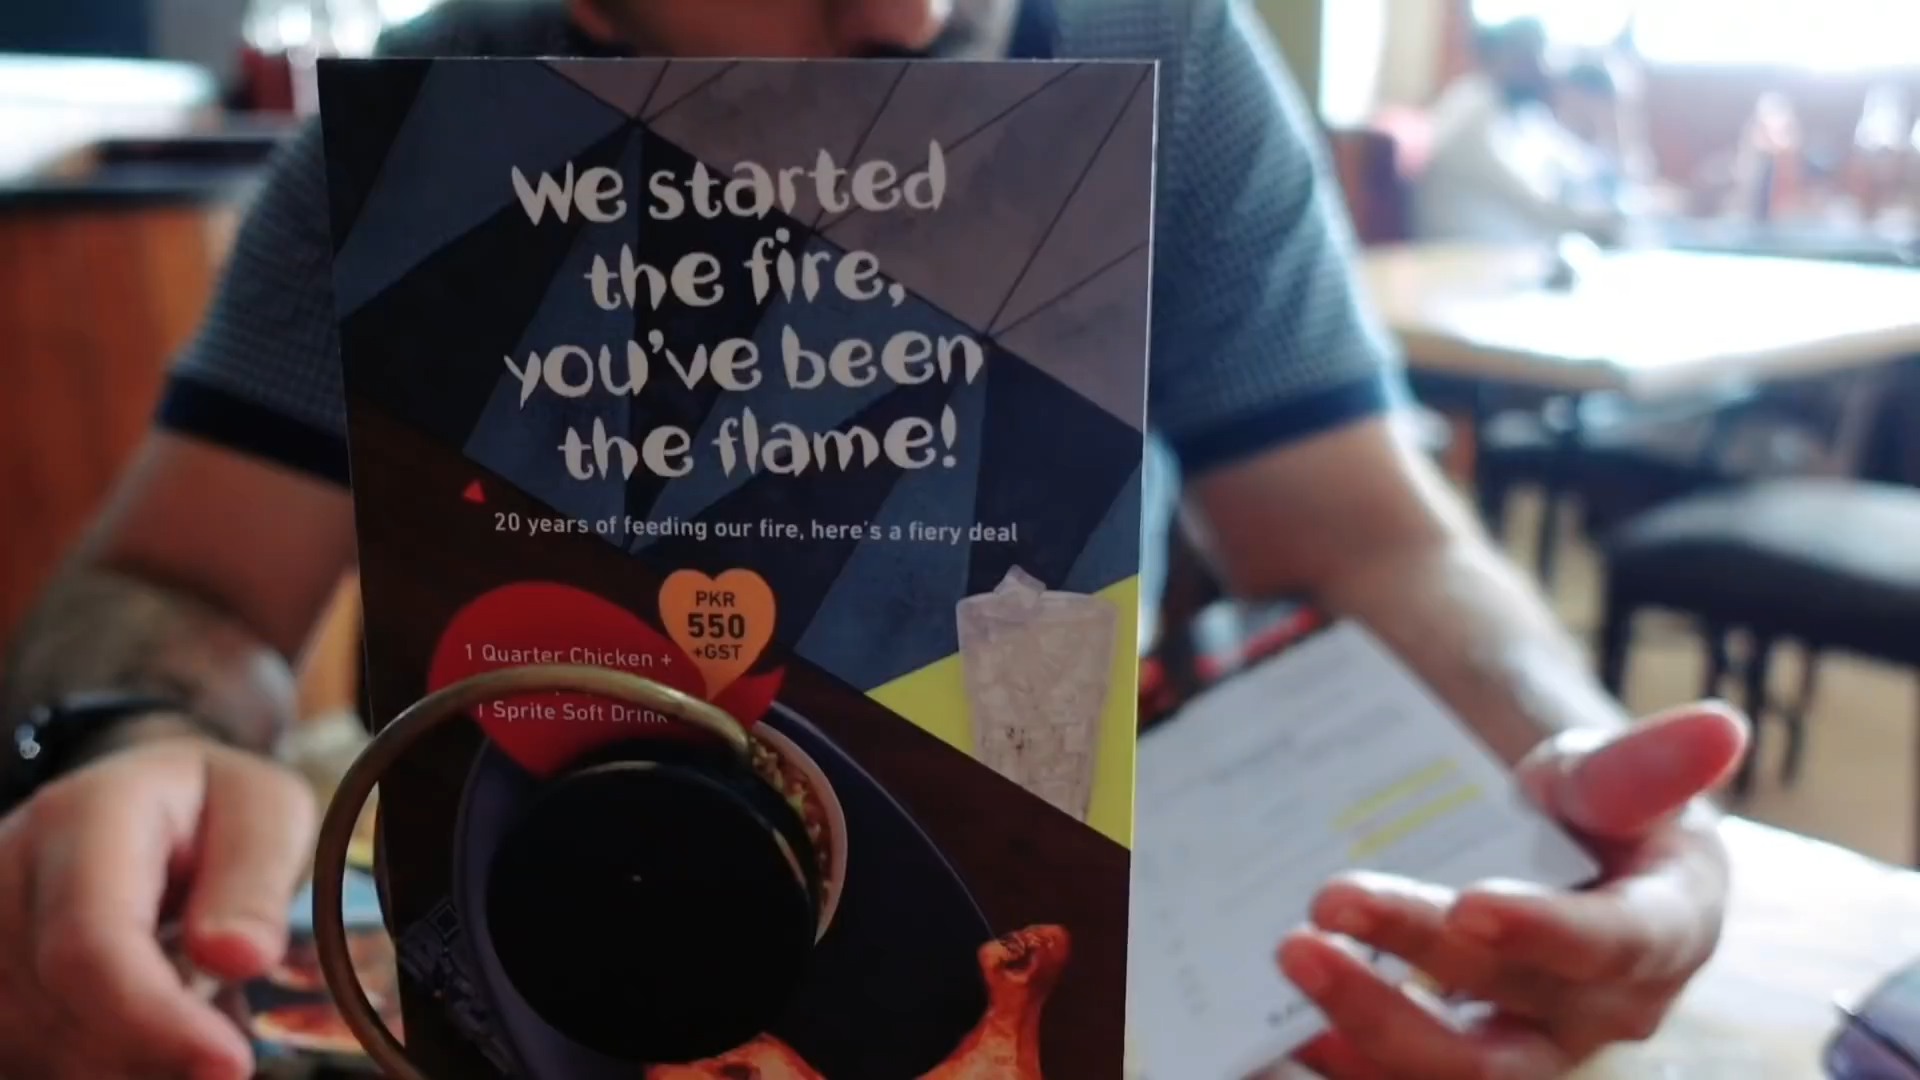 we started
the fire,
you've been
the flame!
20 years of feeding our fire, here's a fiery deal
PKR
550
+GST
1 Quarter Chicken +
1 Sprite Soft Drink